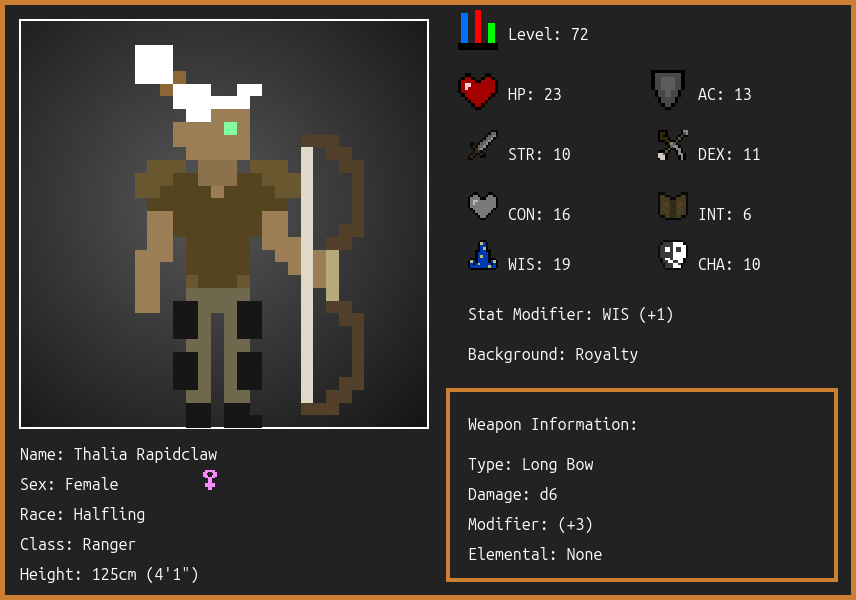 Level: 72
HP: 23
AC: 13
STR: 10
DEX: 11
CON: 16
INT: 6
WIS: 19
CHA: 10
Stat Modifier: WIS (+1)
Background: Royalty
Weapon Information:
Type: Long Bow
Damage: d6
Modifier: (+3)
Elemental: None
Name: Thalia Rapidclaw
Sex: Female
Race: Halfling
Class: Ranger
Height: 125cm (4'1")